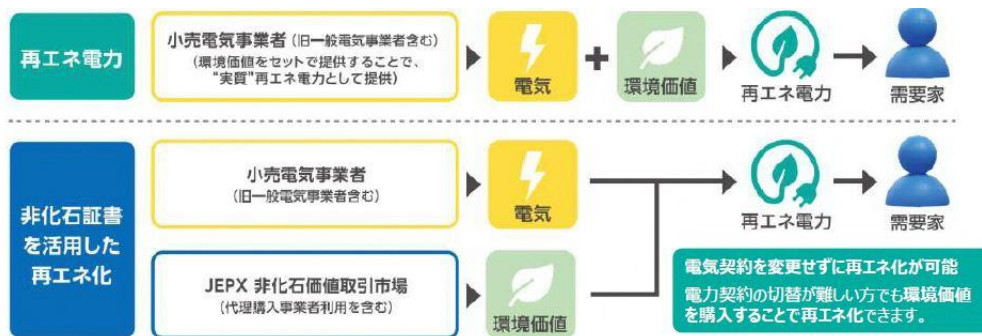 再エネ電力
小売電気事業者（旧一般電気事業者含む）
（環境価値をセットで提供することで、
“実質”再エネ電力として提供）
電気
環境価値
再エネ電力
需要家
非化石証書
を活用した
再エネ化
小売電気事業者
（旧一般電気事業者含む）
電気
再エネ電力
需要家
JEPX 非化石価値取引市場
（代理購入事業者利用を含む）
環境価値
電気契約を変更せずに再エネ化が可能
電力契約の切替が難しい方でも環境価値
を購入することで再エネ化できます。